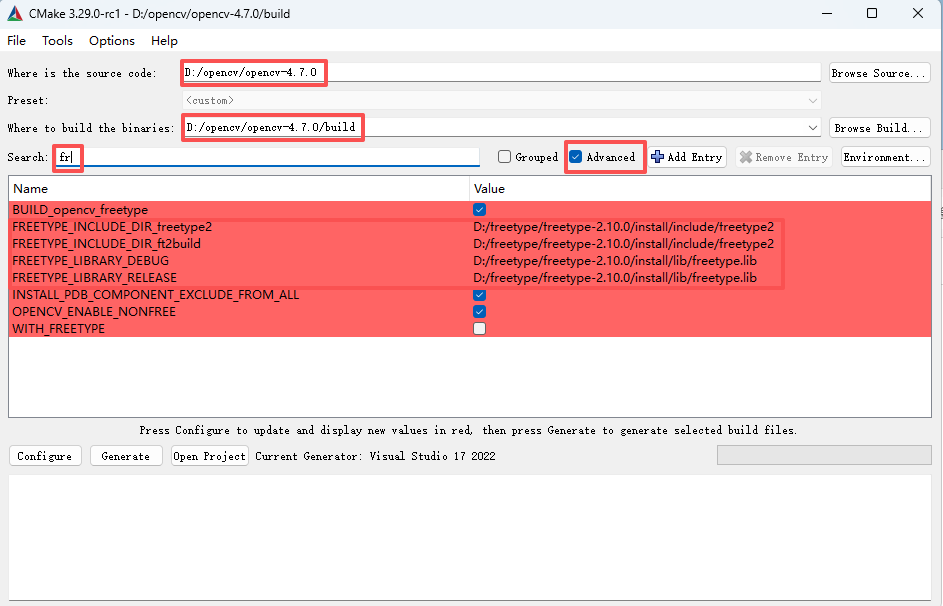 CMake 3.29.0-rc1 - D:/opencv/opencv-4.7.0/build
File Tools Options Help
Where is the source code: D:/opencv/opencv-4.7.0 Browse Source...
Preset: <custom>
Where to build the binaries: D:/opencv/opencv-4.7.0/build Browse Build...
Search: fr Grouped Advanced Add Entry Remove Entry Environment...
Name Value
BUILD_opencv_freetype
FREETYPE_INCLUDE_DIR_freetype2 D:/freetype/freetype-2.10.0/install/include/freetype2
FREETYPE_INCLUDE_DIR_ft2build D:/freetype/freetype-2.10.0/install/include/freetype2
FREETYPE_LIBRARY_DEBUG D:/freetype/freetype-2.10.0/install/lib/freetype.lib
FREETYPE_LIBRARY_RELEASE D:/freetype/freetype-2.10.0/install/lib/freetype.lib
INSTALL_PDB_COMPONENT_EXCLUDE_FROM_ALL
OPENCV_ENABLE_NONFREE
WITH_FREETYPE
Press Configure to update and display new values in red, then press Generate to generate selected build files.
Configure Generate Open Project Current Generator: Visual Studio 17 2022